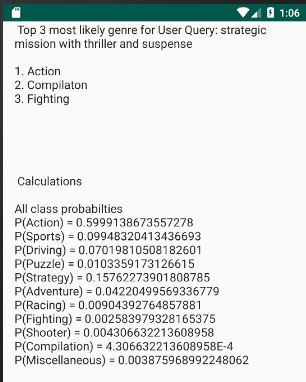 1:06
Top 3 most likely genre for User Query: strategic
mission with thriller and suspense
1. Action
2. Compilaton
3. Fighting
Calculations
All class probabilties
P(Action) = 0.5999138673557278
P(Sports) = 0.09948320413436693
P(Driving) = 0.07019810508182601
P(Puzzle) = 0.0103359173126615
P(Strategy) = 0.15762273901808785
P(Adventure) = 0.04220499569336779
P(Racing) = 0.00904392764857881
P(Fighting) = 0.002583979328165375
P(Shooter) = 0.004306632213608958
P(Compilation) = 4.306632213608958E-4
P(Miscellaneous) = 0.003875968992248062